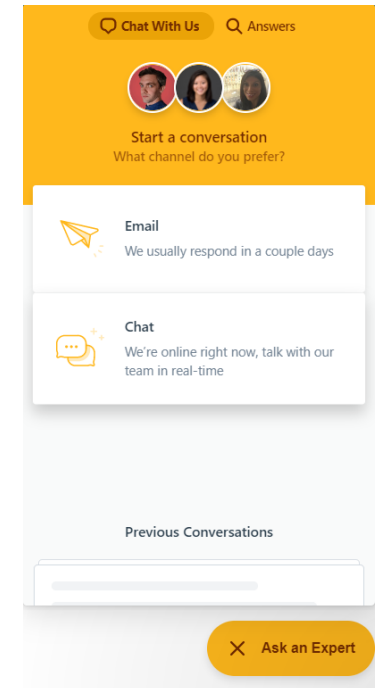 Chat With Us
Answers
Start a conversation
What channel do you prefer?
Email
We usually respond in a couple days
Chat
We're online right now, talk with our
team in real-time
Previous Conversations
Ask an Expert